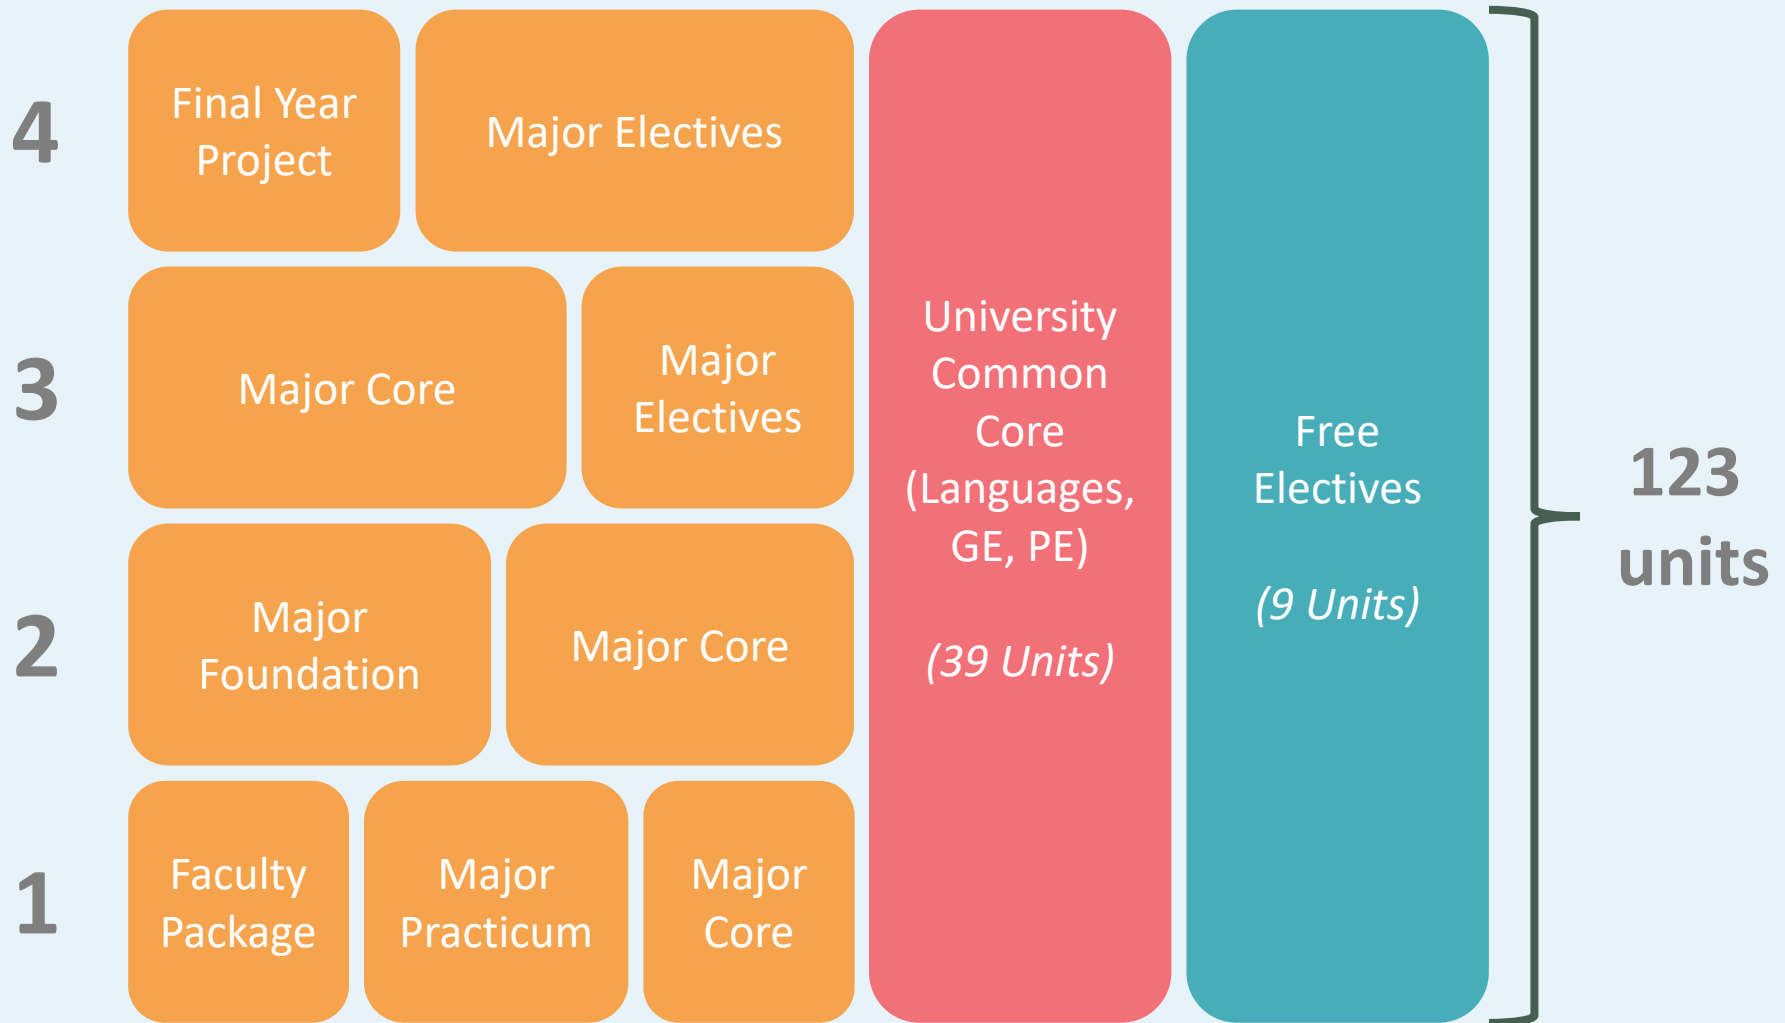 4
Final Year
Project
Major Electives
3
Major Core
Major
Electives
2
Major
Foundation
Major Core
1
Faculty
Package
Major
Practicum
Major
Core
University
Common
Core
(Languages,
GE, PE)
(39 Units)
Free
Electives
(9 Units)
123
units